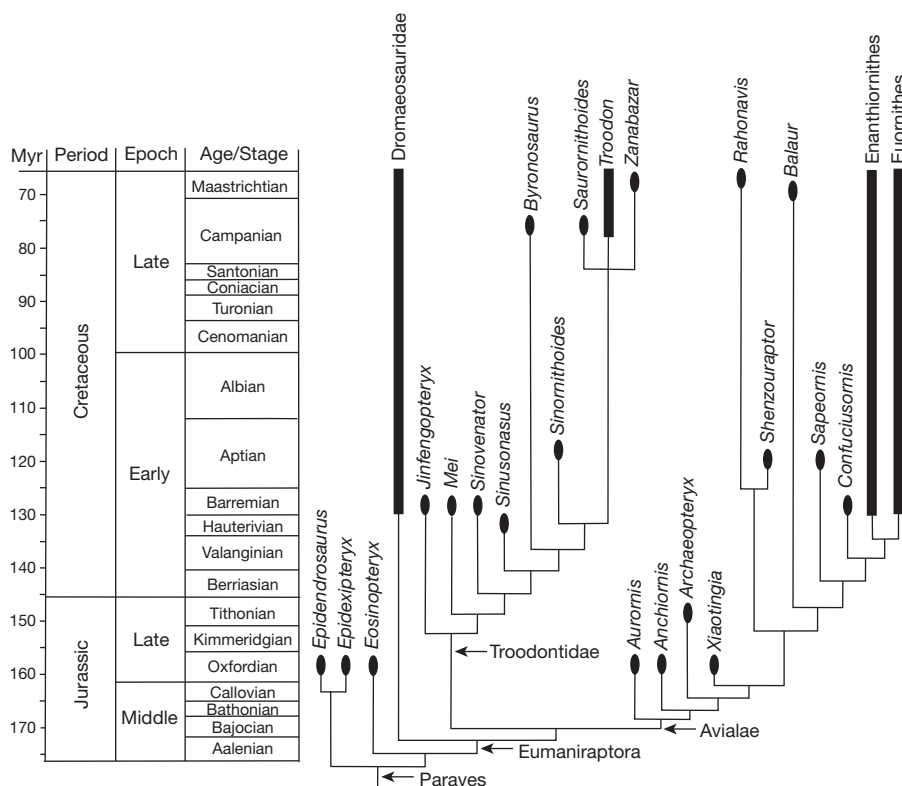 Myr Period Epoch Age/Stage
70
80
90
100
110
120
130
140
150
160
170
Cretaceous
Jurassic
Late
Early
Late
Middle
Maastrichtian
Campanian
Santonian
Coniacian
Turonian
Cenomanian
Albian
Aptian
Barremian
Hauterivian
Valanginian
Berriasian
Tithonian
Kimmeridgian
Oxfordian
Callovian
Bathonian
Bajocian
Aalenian
Epidendrosaurus
Epidexipteryx
Eosinopteryx
Dromaeosauridae
Jinfengopteryx
Mei
Sinovenator
Sinusonasus
Byronosaurus
Sinornithoides
Saurornithoides
Troodon
Zanabazar
Aurornis
Anchiornis
Archaeopteryx
Xiaotingia
Rahonavis
Shenzouraptor
Balaur
Sapeornis
Confuciusornis
Enanthiornithes
Euornithes
Troodontidae
Avialae
Eumaniraptora
Paraves